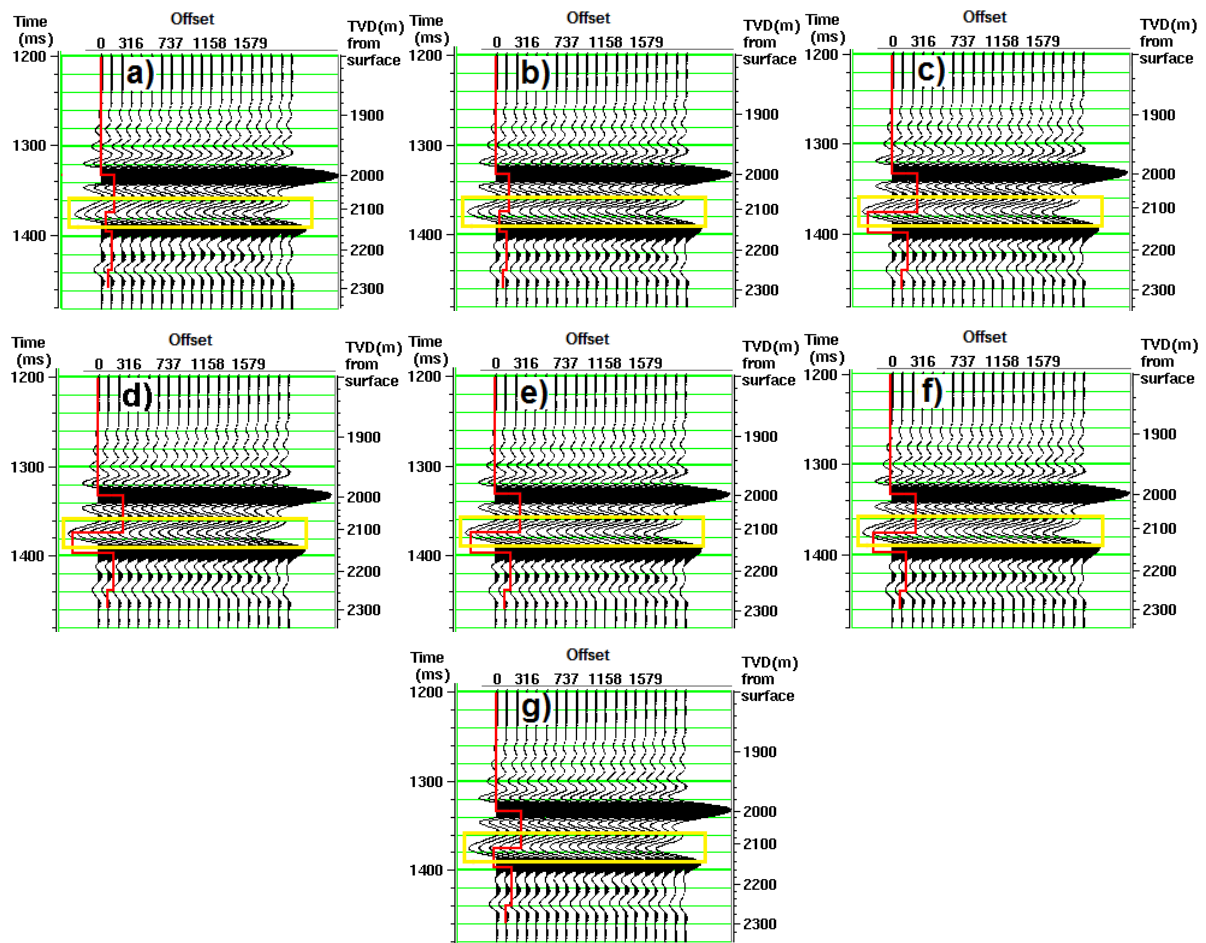 Time
(ms)
Offset
0 316 737 1158 1579
TVD(m)
from
surface
1200
1300
1400
a)
1900
2000
2100
2200
2300
Time
(ms)
Offset
0 316 737 1158 1579
TVD(m)
from
surface
1200
1300
1400
b)
1900
2000
2100
2200
2300
Time
(ms)
Offset
0 316 737 1158 1579
TVD(m)
from
surface
1200
1300
1400
c)
1900
2000
2100
2200
2300
Time
(ms)
Offset
0 316 737 1158 1579
TVD(m)
from
surface
1200
1300
1400
d)
1900
2000
2100
2200
2300
Time
(ms)
Offset
0 316 737 1158 1579
TVD(m)
from
surface
1200
1300
1400
e)
1900
2000
2100
2200
2300
Time
(ms)
Offset
0 316 737 1158 1579
TVD(m)
from
surface
1200
1300
1400
f)
1900
2000
2100
2200
2300
Time
(ms)
Offset
0 316 737 1158 1579
TVD(m)
from
surface
1200
1300
1400
g)
1900
2000
2100
2200
2300